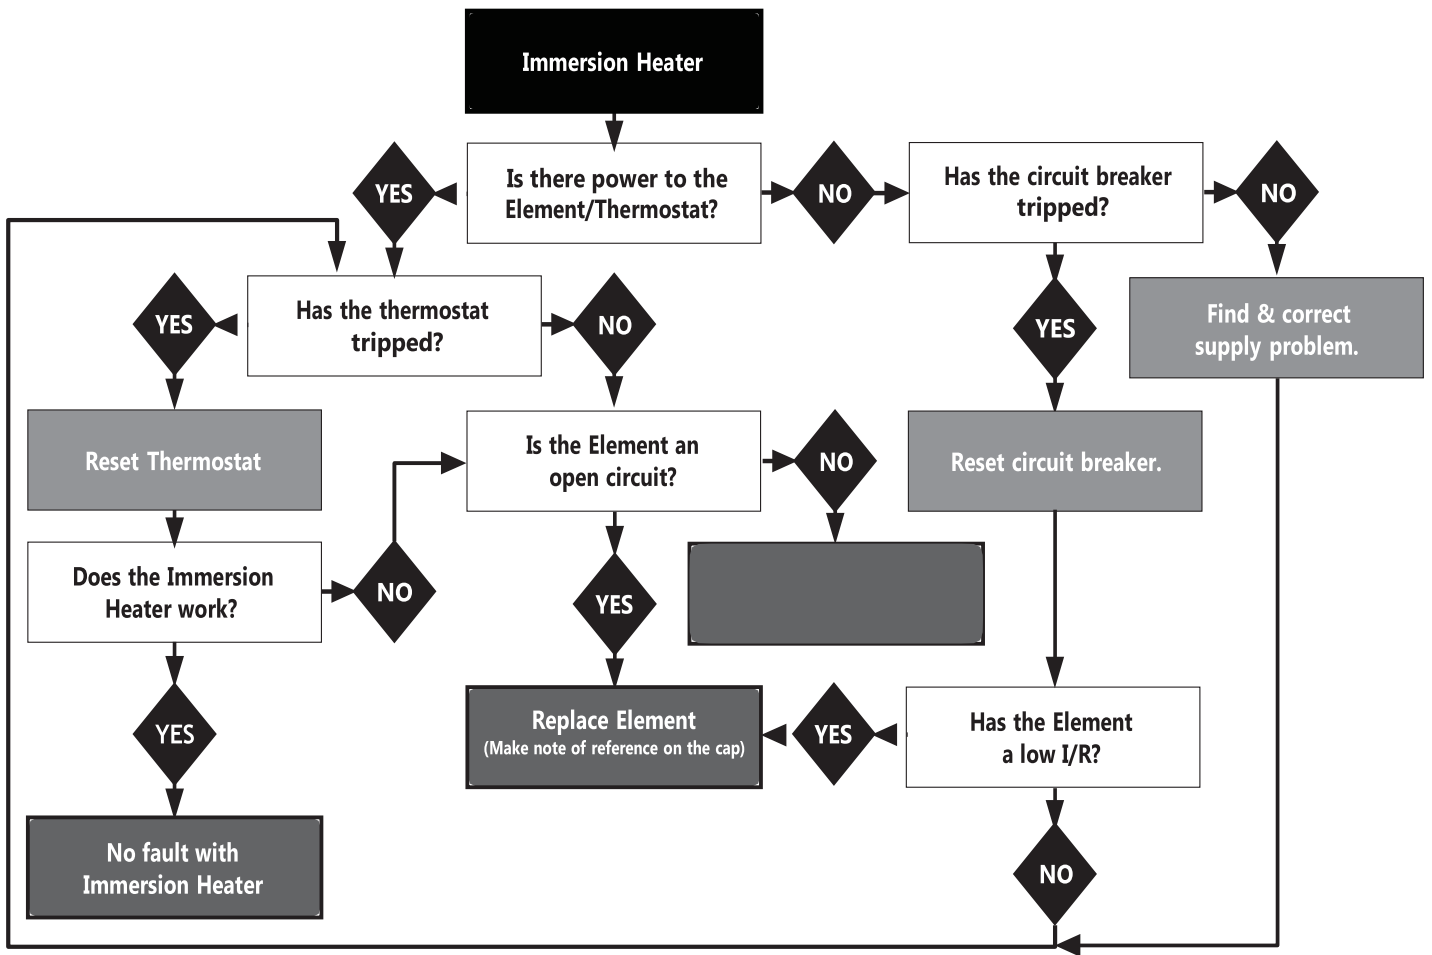 Immersion Heater
Is there power to the
Element/Thermostat?
YES
NO
Has the circuit breaker
tripped?
NO
YES
Find & correct
supply problem.
Has the thermostat
tripped?
YES
NO
Reset Thermostat
Is the Element an
open circuit?
NO
Reset circuit breaker.
Does the Immersion
Heater work?
NO
YES
YES
Replace Element
(Make note of reference on the cap)
YES
Has the Element
a low I/R?
NO
No fault with
Immersion Heater